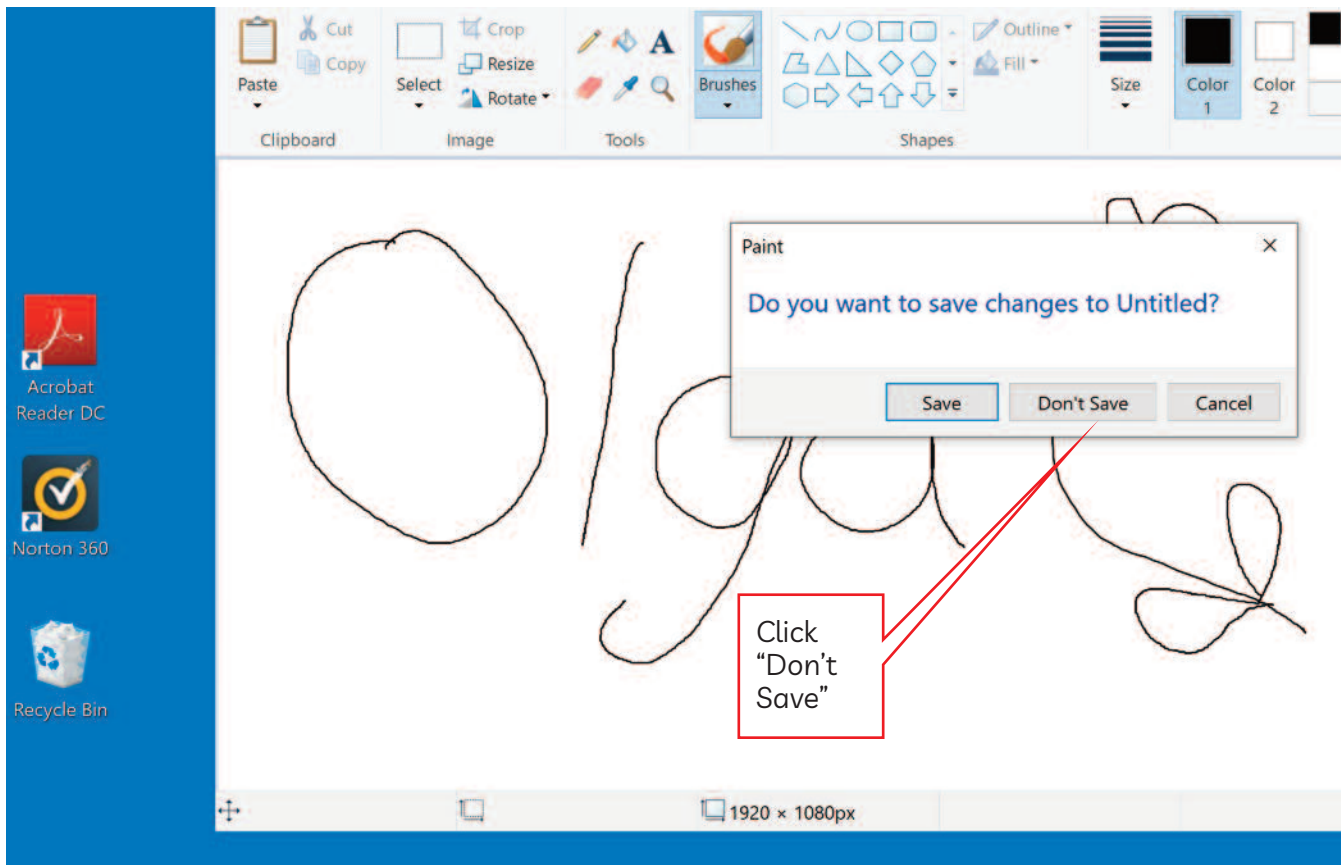 Cut
Copy
Paste
Clipboard
Crop
Resize
Rotate
Select
Image
A
Tools
Brushes
Outline
Fill
Shapes
Size
Color
1
Color
2
Paint
Do you want to save changes to Untitled?
Save
Don't Save
Cancel
Olga
Click
“Don’t
Save”
Acrobat
Reader DC
Norton 360
Recycle Bin
1920 × 1080px